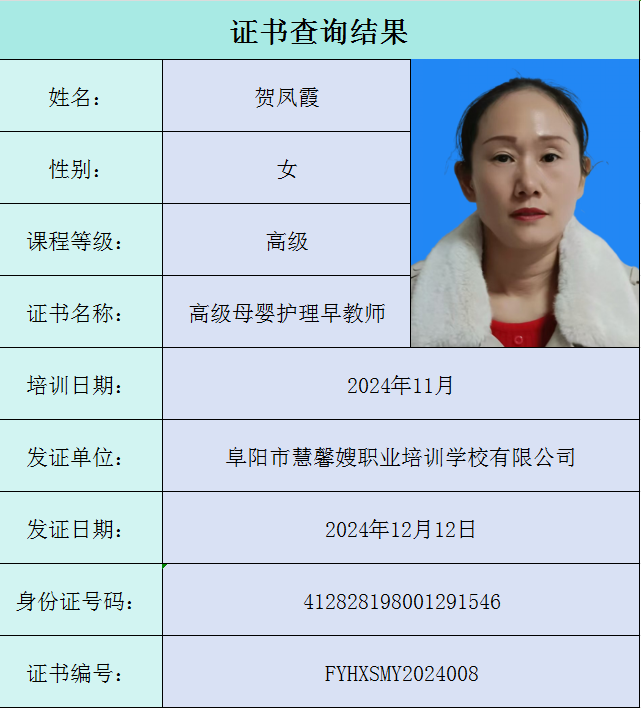 证书查询结果
姓名： 贺凤霞
性别： 女
课程等级： 高级
证书名称： 高级母婴护理早教师
培训日期： 2024年11月
发证单位： 阜阳市慧馨嫂职业培训学校有限公司
发证日期： 2024年12月12日
身份证号码： 412828198001291546
证书编号： FYHXSMY2024008